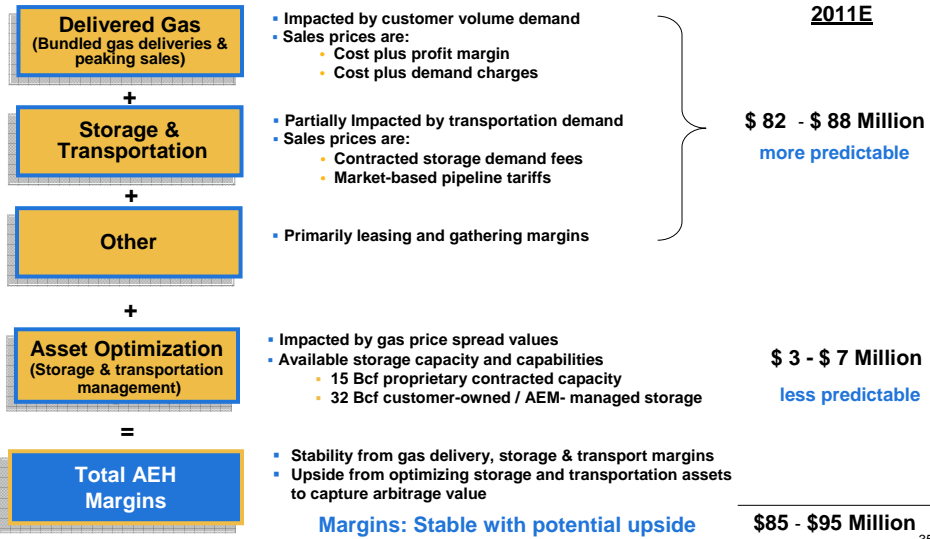 Delivered Gas
(Bundled gas deliveries &
peaking sales)
▪ Impacted by customer volume demand
▪ Sales prices are:
• Cost plus profit margin
• Cost plus demand charges
2011E
+
Storage &
Transportation
▪ Partially Impacted by transportation demand
▪ Sales prices are:
• Contracted storage demand fees
• Market-based pipeline tariffs
$ 82 - $ 88 Million
more predictable
+
Other
▪ Primarily leasing and gathering margins
+
Asset Optimization
(Storage & transportation
management)
▪ Impacted by gas price spread values
▪ Available storage capacity and capabilities
▪ 15 Bcf proprietary contracted capacity
▪ 32 Bcf customer-owned / AEM- managed storage
$ 3 - $ 7 Million
less predictable
=
Total AEH
Margins
▪ Stability from gas delivery, storage & transport margins
▪ Upside from optimizing storage and transportation assets
to capture arbitrage value
Margins: Stable with potential upside
$85 - $95 Million